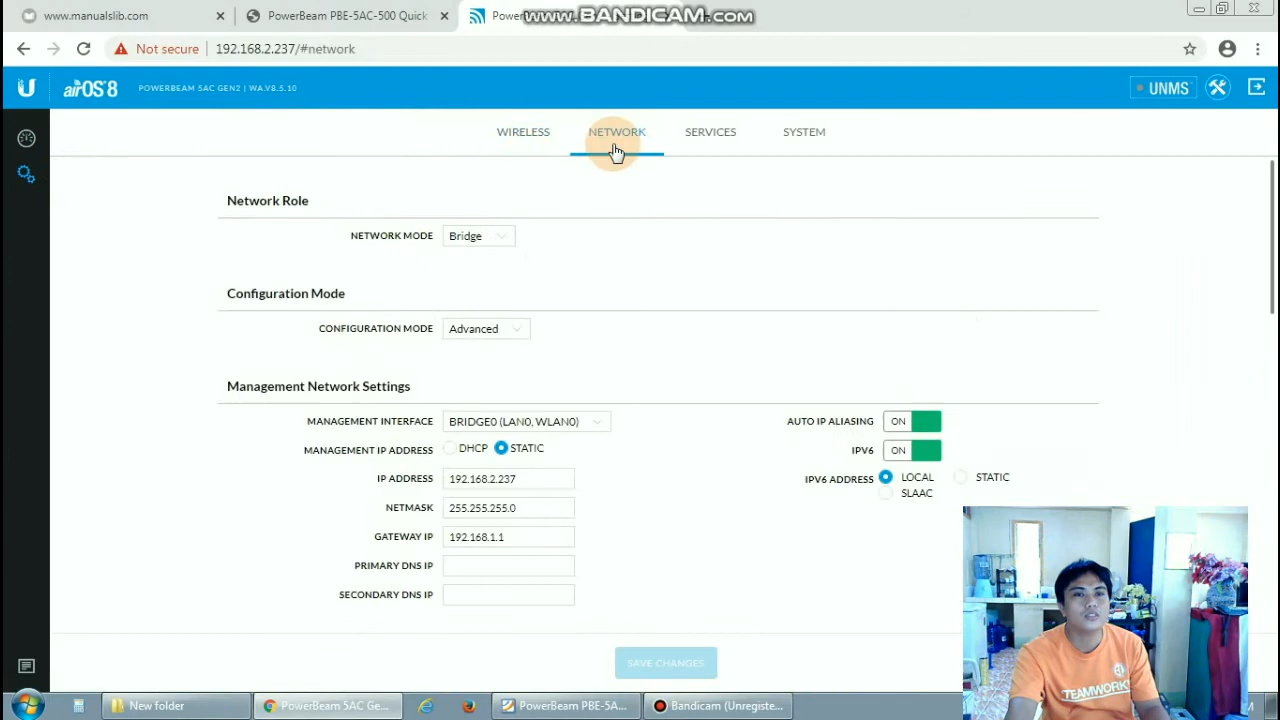 www.manualslib.com
PowerBeam PBE-5AC-500 Quick
www.BANDICAM.com
Not secure
192.168.2.237/#network
airOS 8
POWERBEAM 5AC GEN2 | WA.V8.5.10
UNMS
WIRELESS
NETWORK
SERVICES
SYSTEM
Network Role
NETWORK MODE
Bridge
Configuration Mode
CONFIGURATION MODE
Advanced
Management Network Settings
MANAGEMENT INTERFACE
BRIDGE0 (LAN0, WLAN0)
AUTO IP ALIASING
ON
MANAGEMENT IP ADDRESS
DHCP
STATIC
IPV6
ON
IP ADDRESS
192.168.2.237
IPV6 ADDRESS
LOCAL
STATIC
SLAAC
NETMASK
255.255.255.0
GATEWAY IP
192.168.1.1
PRIMARY DNS IP
SECONDARY DNS IP
SAVE CHANGES
TEAMWORK
New folder
PowerBeam 5AC Ge...
PowerBeam PBE-5A...
Bandicam (Unregiste...